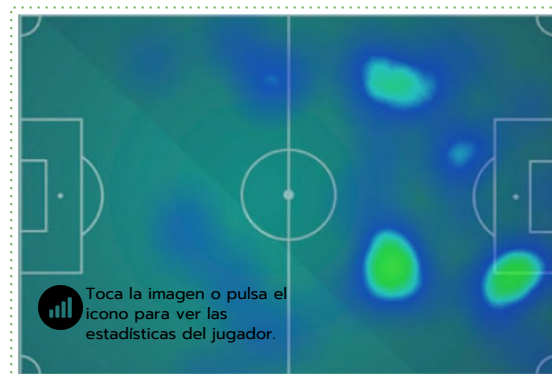 Toca la imagen o pulsa el
icono para ver las
estadísticas del jugador.